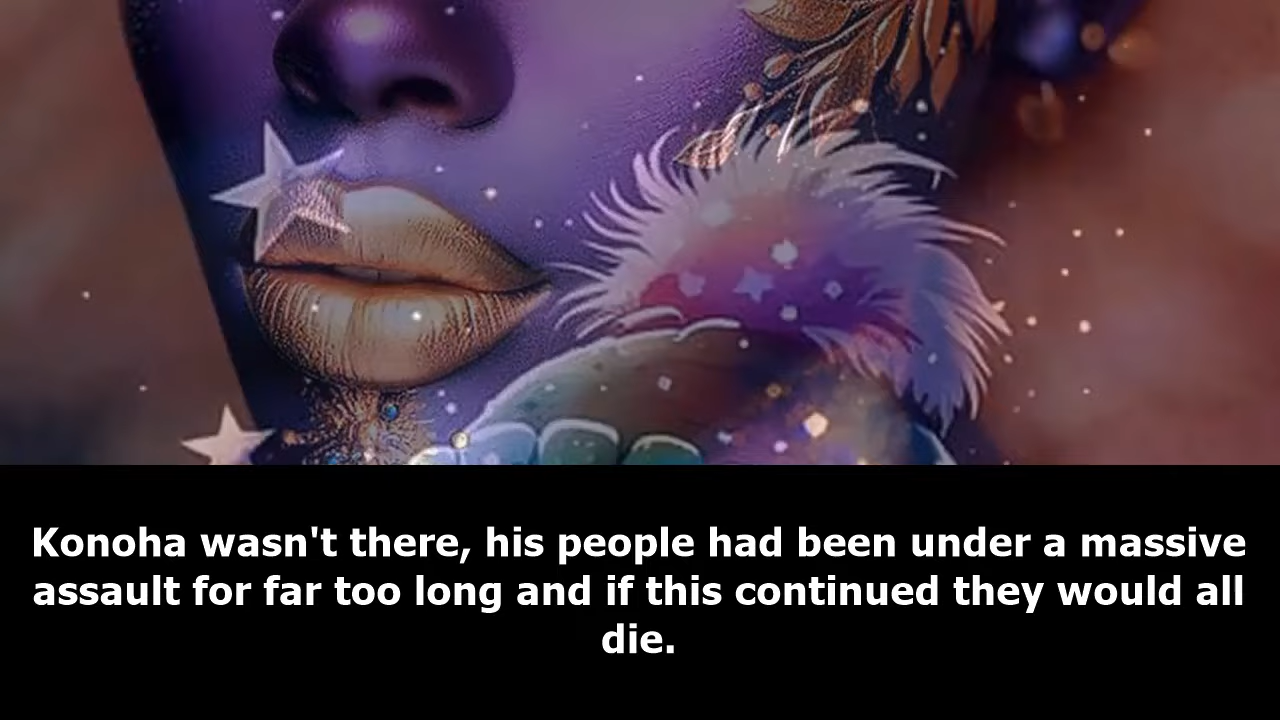 Konoha wasn't there, his people had been under a massive
assault for far too long and if this continued they would all
die.